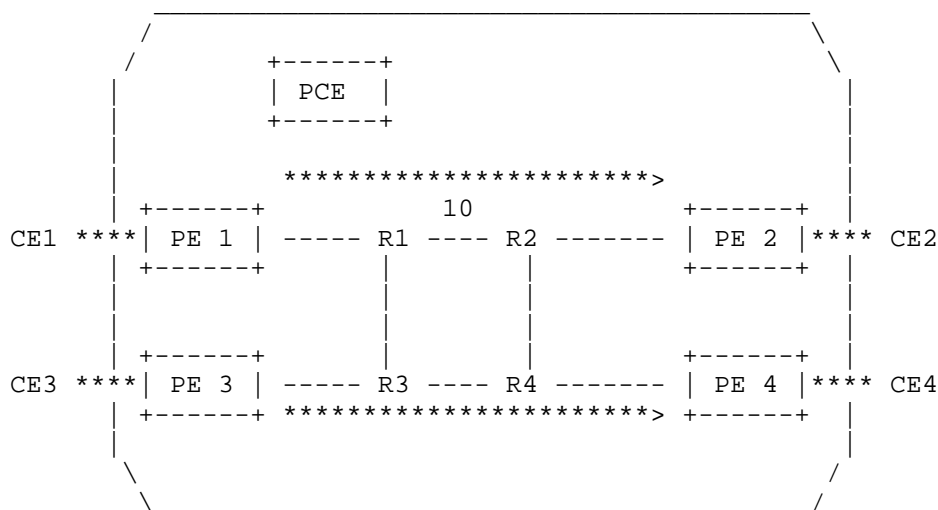 PCE
***********************>
10
CE1 ****| PE 1 | ----- R1 ---- R2 ------- | PE 2 |**** CE2
CE3 ****| PE 3 | ----- R3 ---- R4 ------- | PE 4 |**** CE4
***********************>